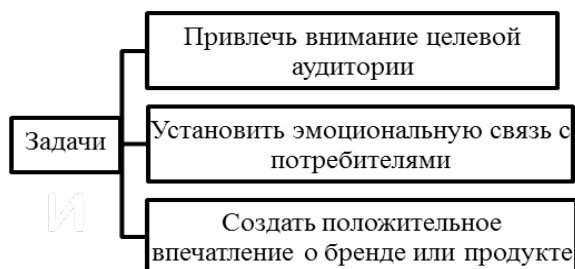 Привлечь внимание целевой
аудитории
Задачи
Установить эмоциональную связь с
потребителями
И
Создать положительное
впечатление о бренде или продукте